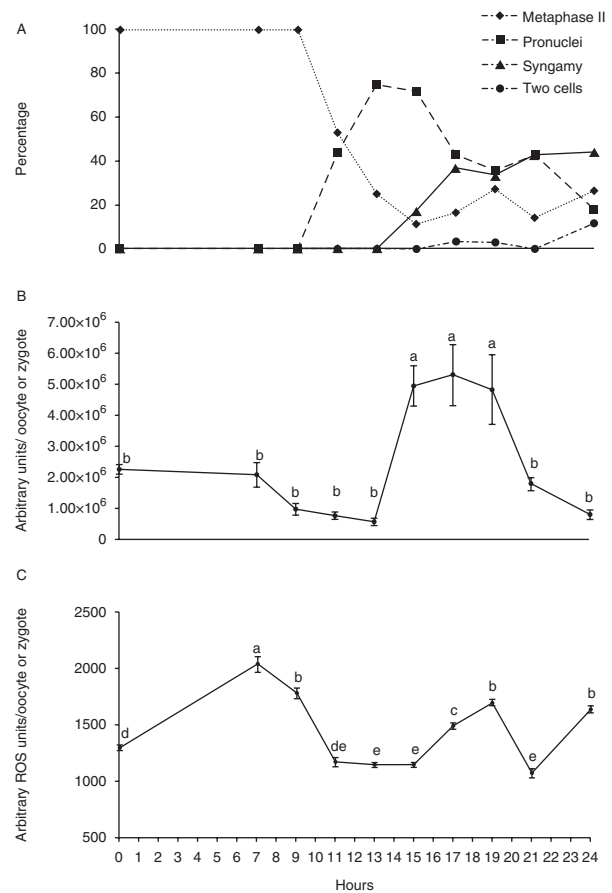 A
Metaphase II
Pronuclei
Syngamy
Two cells
Percentage
100
80
60
40
20
0
B
Arbitrary units/ oocyte or zygote
7.00×10⁶
6.00×10⁶
5.00×10⁶
4.00×10⁶
3.00×10⁶
2.00×10⁶
1.00×10⁶
0
b b b b b a a a b b
C
Arbitrary ROS units/oocyte or zygote
2500
2000
1500
1000
500
d a b de e e c b e b
0 1 2 3 4 5 6 7 8 9 10 11 12 13 14 15 16 17 18 19 20 21 22 23 24
Hours